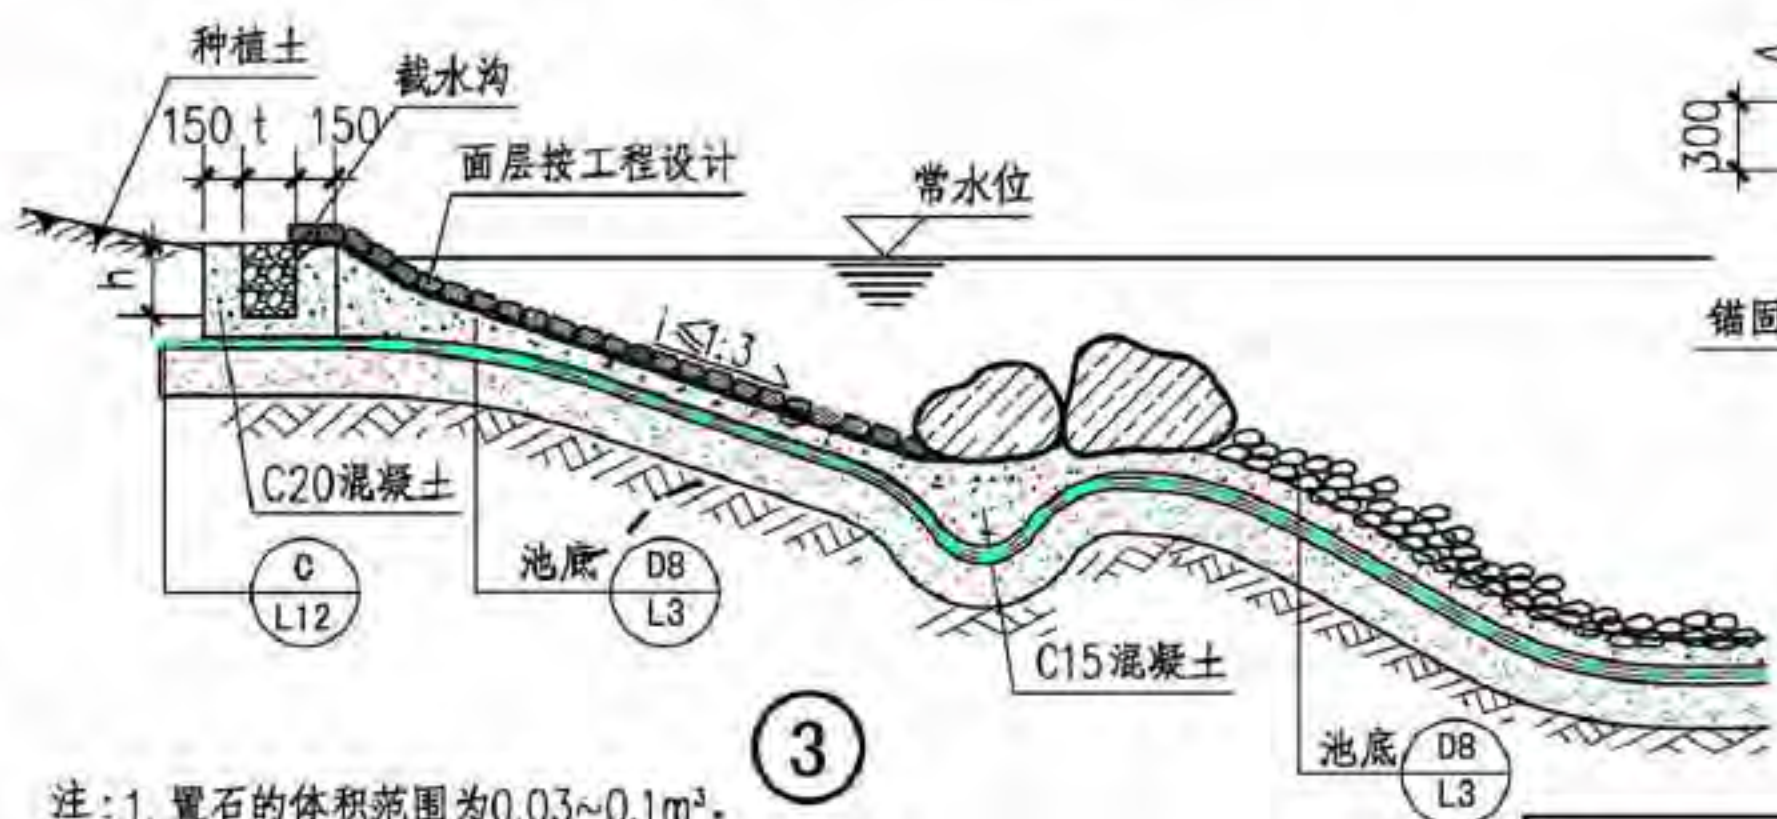 种植土
截水沟
150 t 150
面层按工程设计
常水位
300
h
i≤1:3
锚固
C20混凝土
C
L12
池底
D8
L3
C15混凝土
池底
D8
L3
3
注:1. 置石的体积范围为0.03~0.1m³.